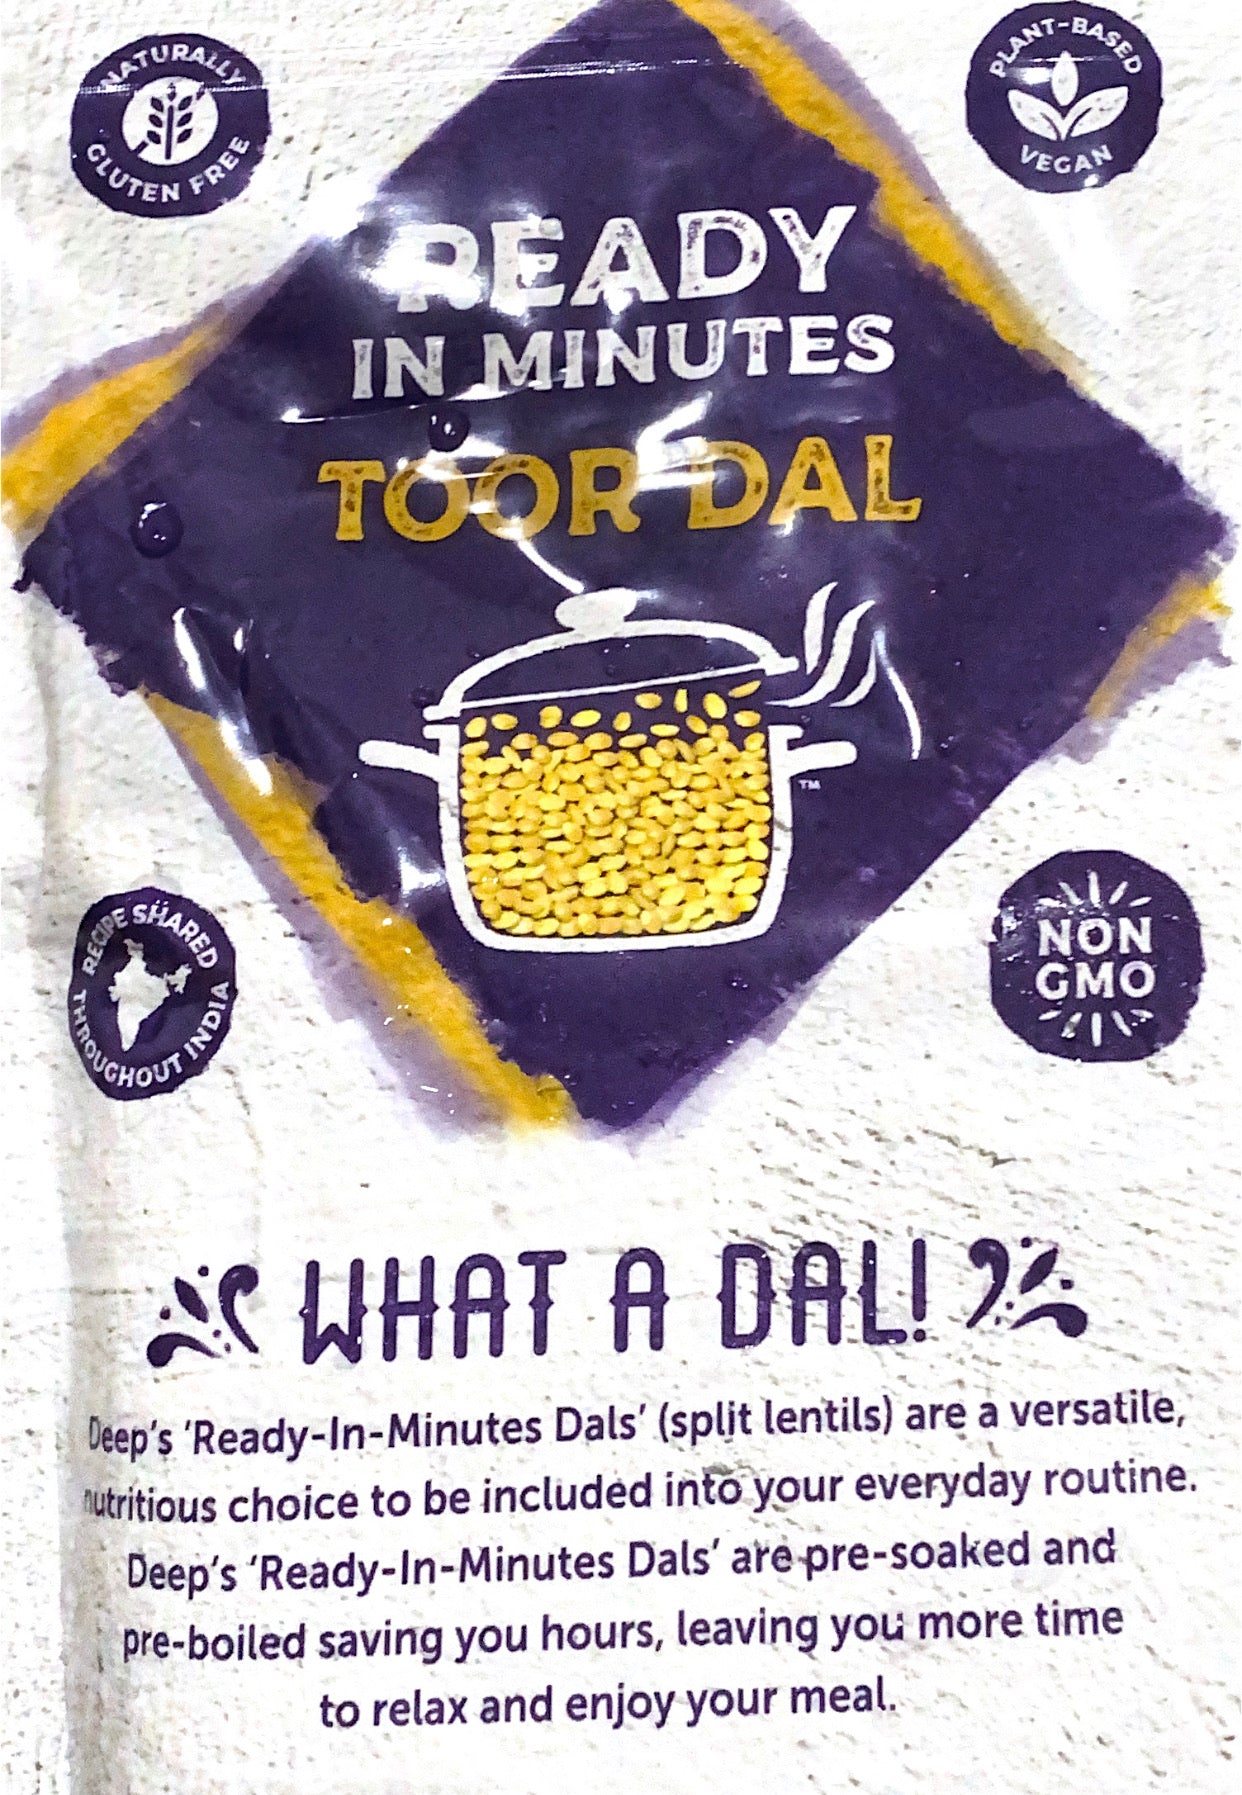 NATURALLY
GLUTEN FREE
PLANT-BASED
VEGAN
READY
IN MINUTES
TOOR DAL
TM
RECIPE SHARED
THROUGHOUT INDIA
NON
GMO
WHAT A DAL!
Deep's 'Ready-In-Minutes Dals' (split lentils) are a versatile,
nutritious choice to be included into your everyday routine.
Deep's 'Ready-In-Minutes Dals' are pre-soaked and
pre-boiled saving you hours, leaving you more time
to relax and enjoy your meal.